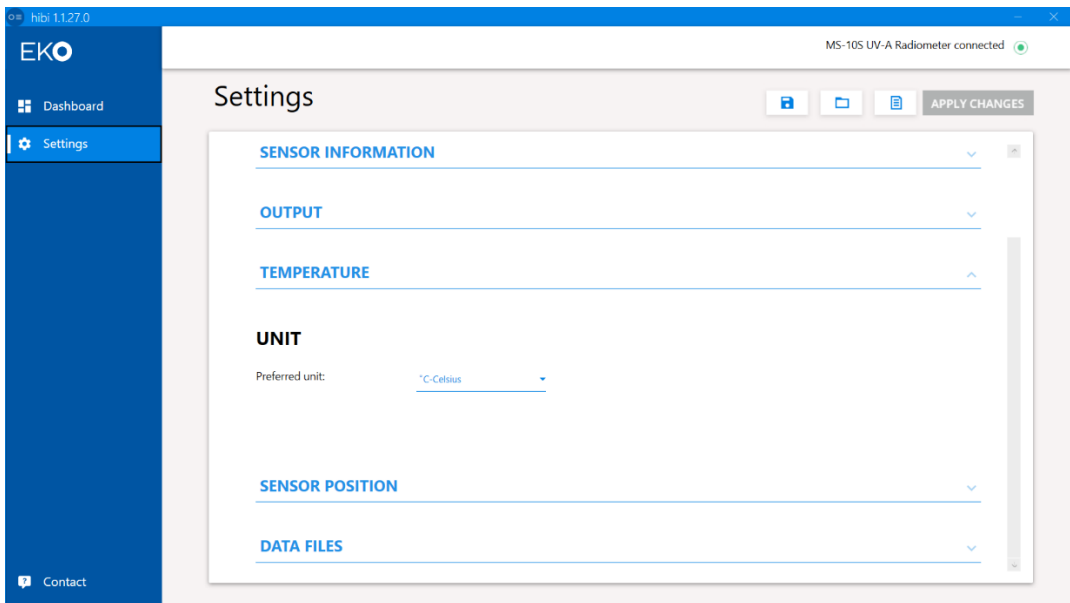 hibi 1.1.27.0
EKO
MS-10S UV-A Radiometer connected
Dashboard
Settings
Contact
Settings
APPLY CHANGES
SENSOR INFORMATION
OUTPUT
TEMPERATURE
UNIT
Preferred unit: °C-Celsius
SENSOR POSITION
DATA FILES